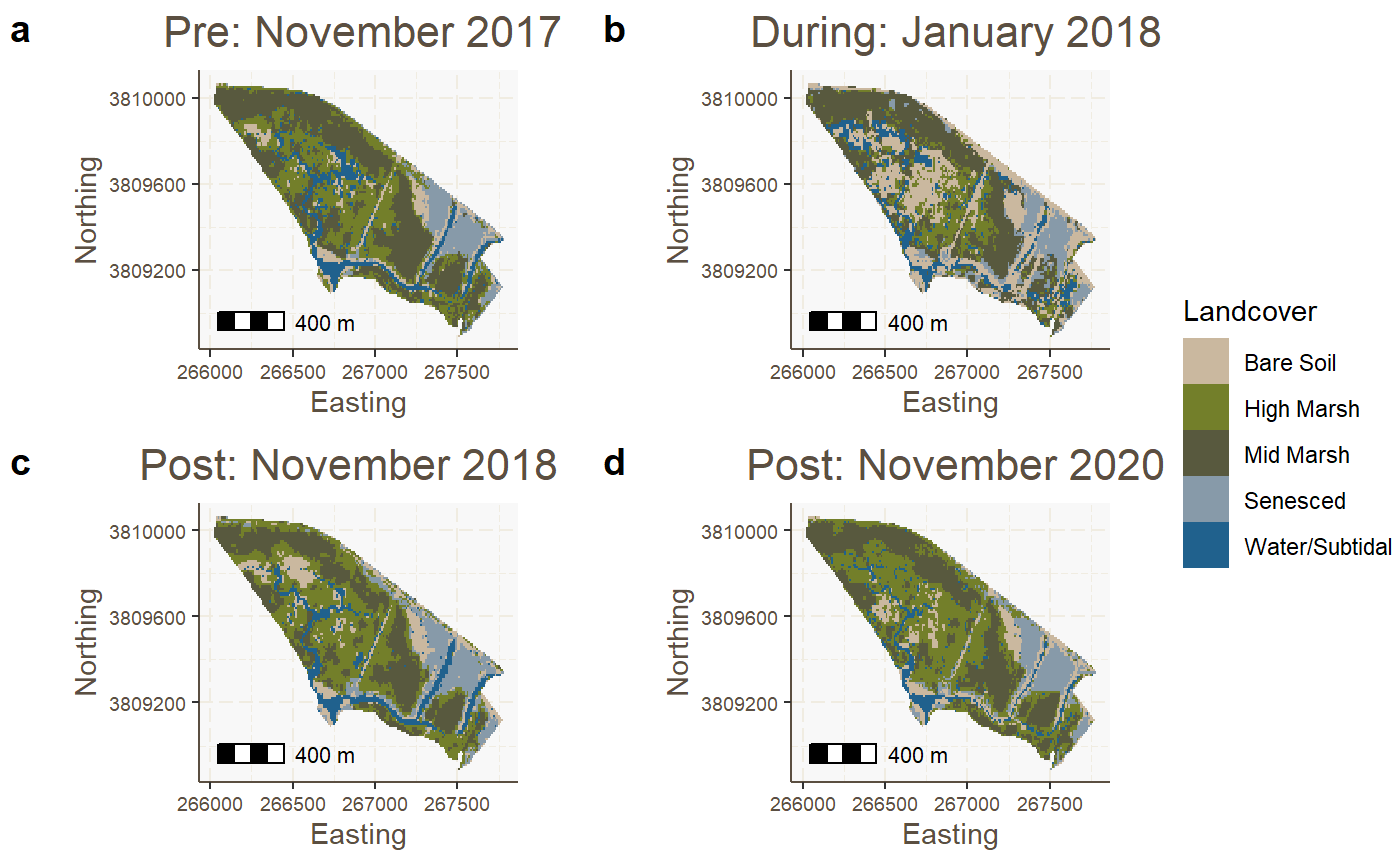 a
Pre: November 2017
Northing
3810000
3809600
3809200
400 m
266000 266500 267000 267500
Easting
b
During: January 2018
Northing
3810000
3809600
3809200
400 m
266000 266500 267000 267500
Easting
c
Post: November 2018
Northing
3810000
3809600
3809200
400 m
266000 266500 267000 267500
Easting
d
Post: November 2020
Northing
3810000
3809600
3809200
400 m
266000 266500 267000 267500
Easting
Landcover
Bare Soil
High Marsh
Mid Marsh
Senesced
Water/Subtidal